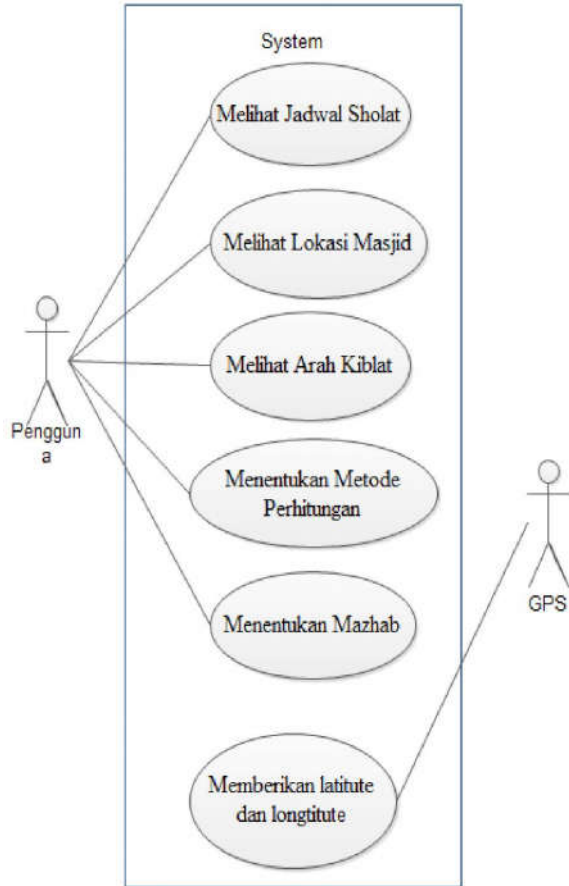 System
Melihat Jadwal Sholat
Melihat Lokasi Masjid
Melihat Arah Kiblat
Penggun
a
Menentukan Metode
Perhitungan
GPS
Menentukan Mazhab
Memberikan latitute
dan longtitute